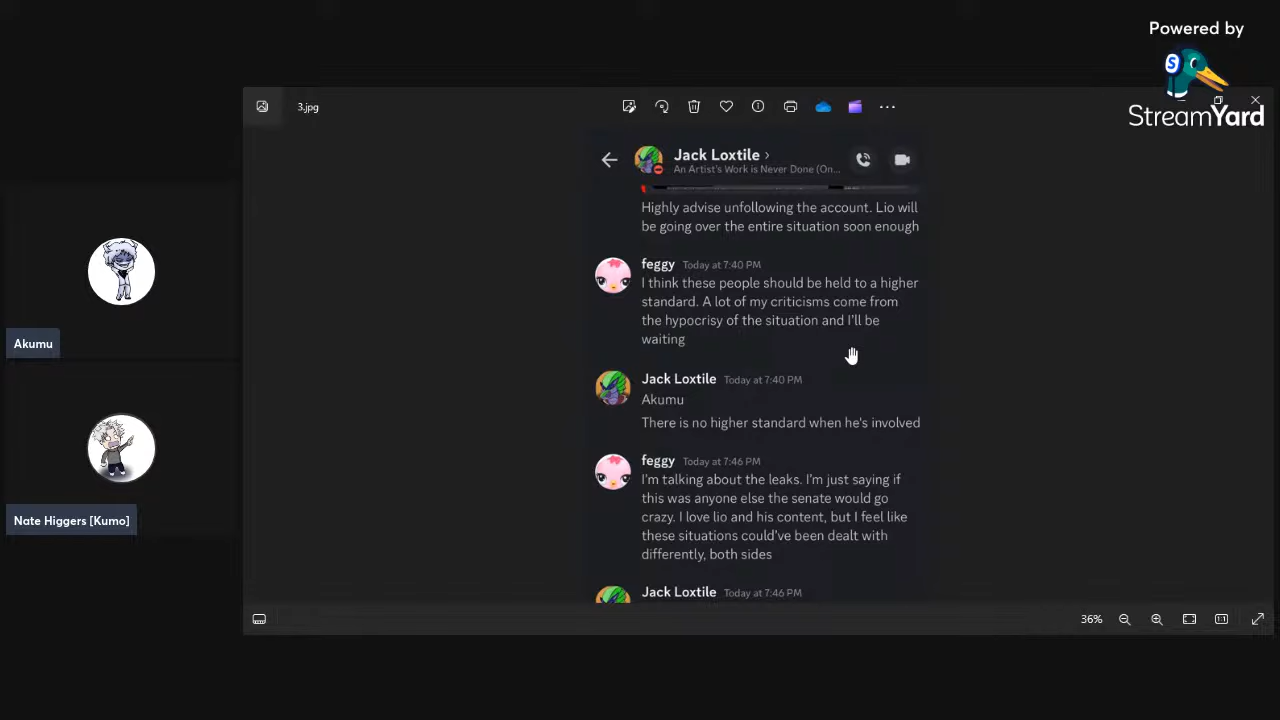 Powered by
S
StreamYard
3.jpg
Jack Loxtile ›
An Artist's Work is Never Done (On...
Highly advise unfollowing the account. Lio will
be going over the entire situation soon enough
feggy Today at 7:40 PM
I think these people should be held to a higher
standard. A lot of my criticisms come from
the hypocrisy of the situation and I'll be
waiting
Jack Loxtile Today at 7:40 PM
Akumu
There is no higher standard when he's involved
feggy Today at 7:46 PM
I'm talking about the leaks. I'm just saying if
this was anyone else the senate would go
crazy. I love lio and his content, but I feel like
these situations could've been dealt with
differently, both sides
Jack Loxtile Today at 7:46 PM
Akumu
Nate Higgers [Kumo]
36%